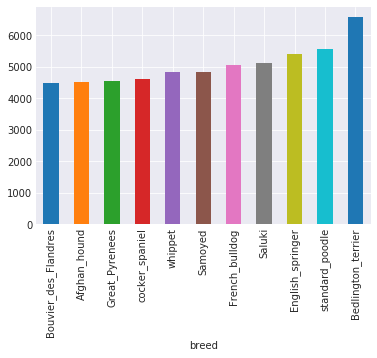 6000
5000
4000
3000
2000
1000
0
Bouvier_des_Flandres
Afghan_hound
Great_Pyrenees
cocker_spaniel
whippet
Samoyed
French_bulldog
Saluki
English_springer
standard_poodle
Bedlington_terrier
breed